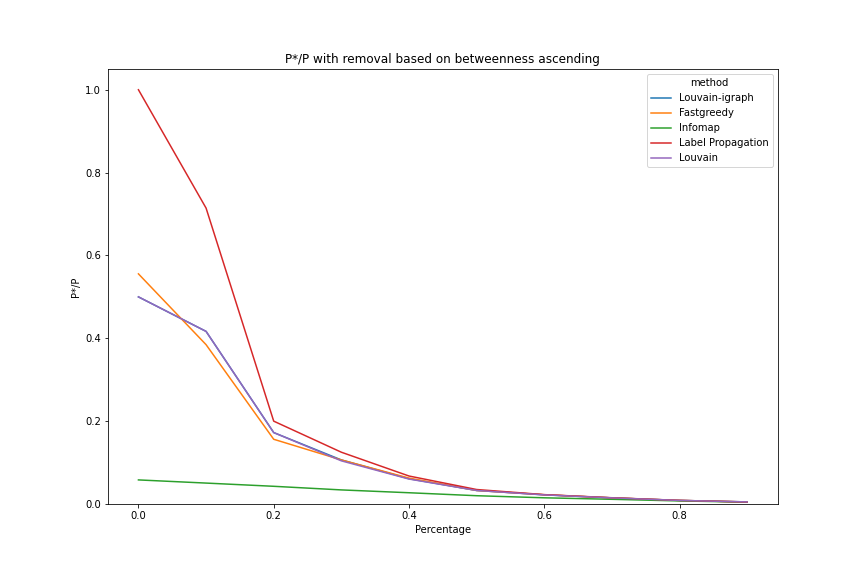 P*/P with removal based on betweenness ascending
method
Louvain-igraph
Fastgreedy
Infomap
Label Propagation
Louvain
1.0
0.8
0.6
0.4
0.2
0.0
P*/P
0.0 0.2 0.4 0.6 0.8
Percentage